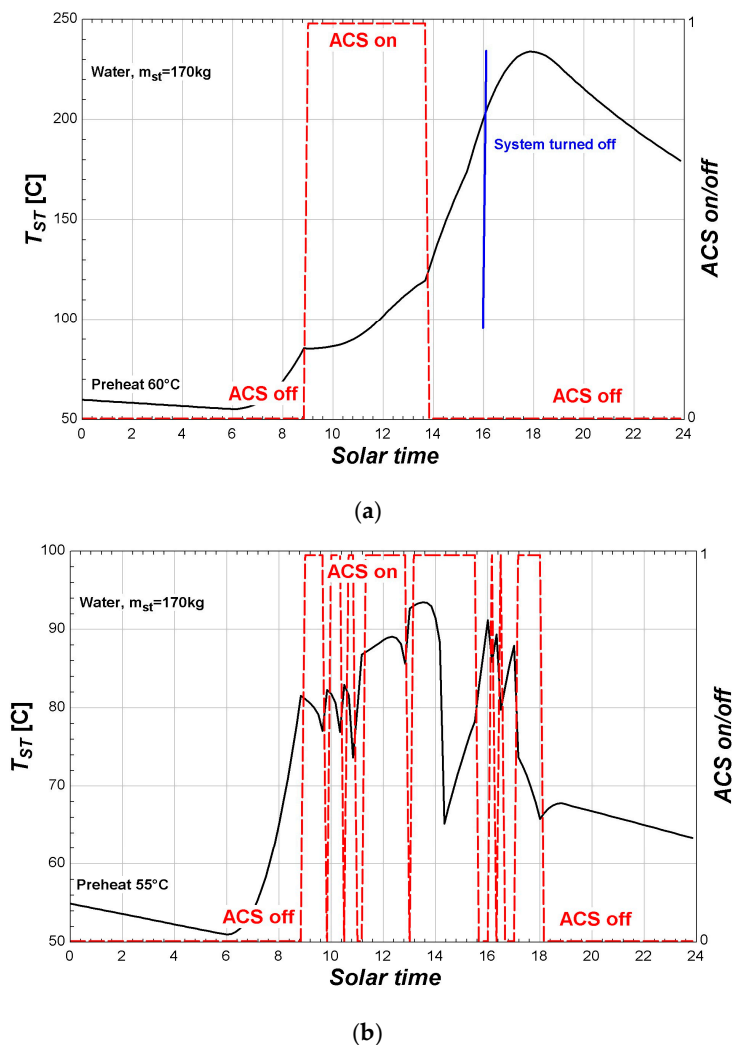 250
200
150
100
50
T_ST [C]
Water, m_st=170kg
ACS on
System turned off
Preheat 60°C
ACS off
ACS off
1
0
ACS on/off
0 2 4 6 8 10 12 14 16 18 20 22 24
Solar time
(a)
100
90
80
70
60
50
T_ST [C]
Water, m_st=170kg
ACS on
Preheat 55°C
ACS off
ACS off
1
0
ACS on/off
0 2 4 6 8 10 12 14 16 18 20 22 24
Solar time
(b)